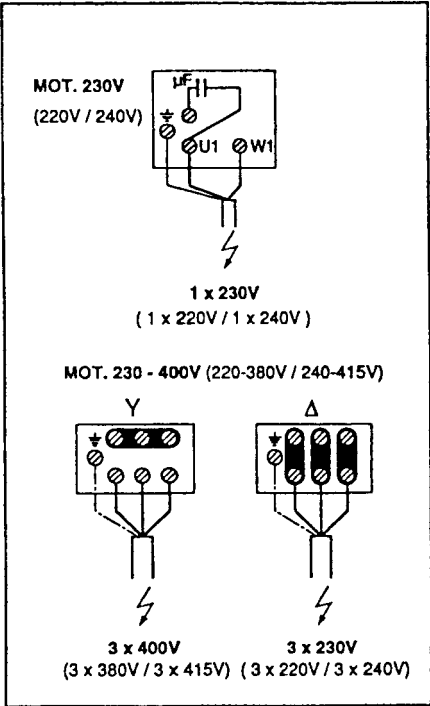 MOT. 230V
(220V / 240V)
µF
U1
W1
1 x 230V
( 1 x 220V / 1 x 240V )
MOT. 230 - 400V (220-380V / 240-415V)
Y Δ
3 x 400V
(3 x 380V / 3 x 415V)
3 x 230V
( 3 x 220V / 3 x 240V)